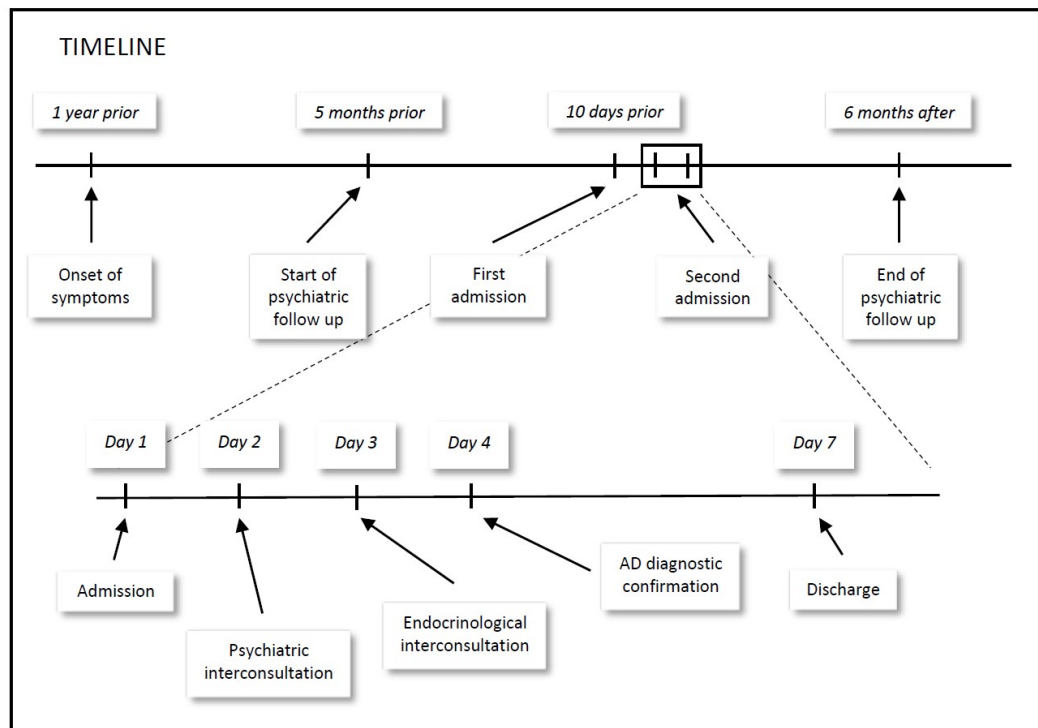 TIMELINE
1 year prior
5 months prior
10 days prior
6 months after
Onset of
symptoms
Start of
psychiatric
follow up
First
admission
Second
admission
End of
psychiatric
follow up
Day 1
Day 2
Day 3
Day 4
Day 7
Admission
Psychiatric
interconsultation
Endocrinological
interconsultation
AD diagnostic
confirmation
Discharge